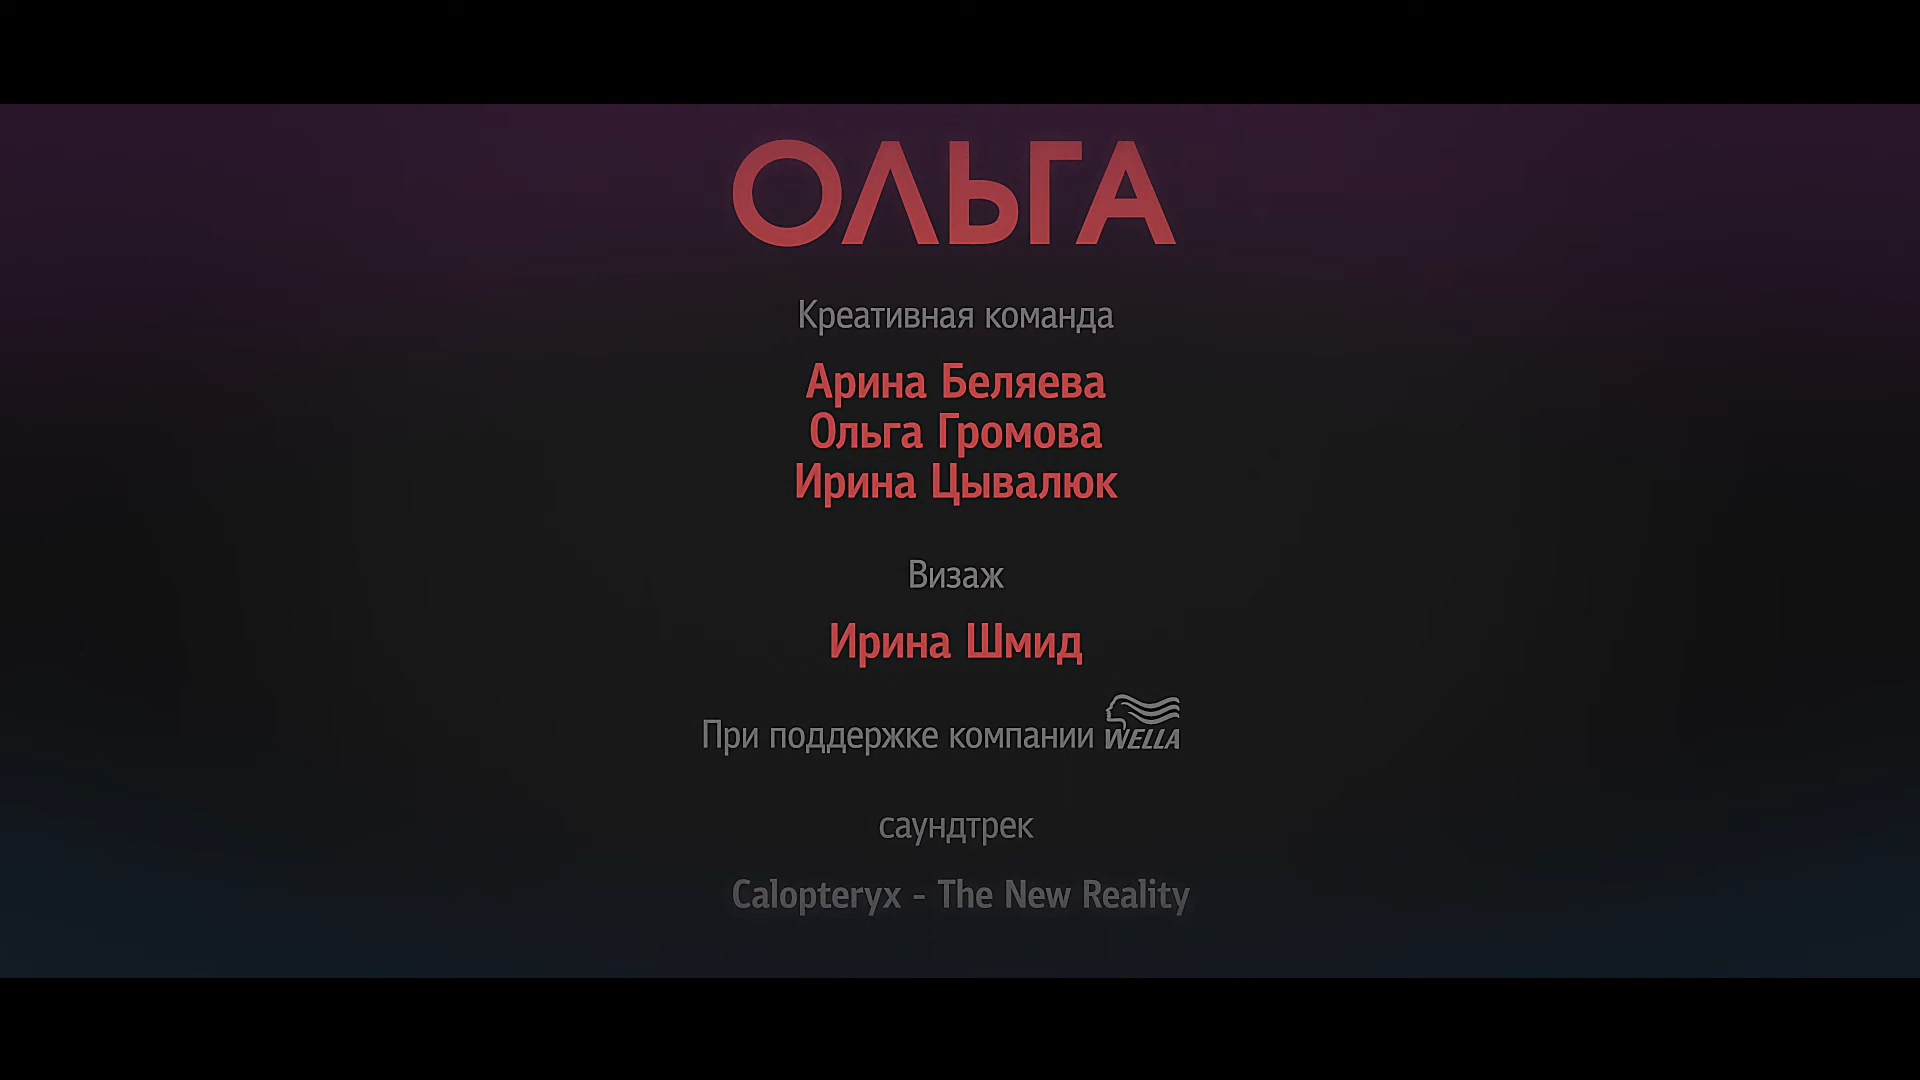 ОЛЬГА
Креативная команда
Арина Беляева
Ольга Громова
Ирина Цывалюк
Визаж
Ирина Шмид
При поддержке компании WELLA
саундтрек
Calopteryx - The New Reality